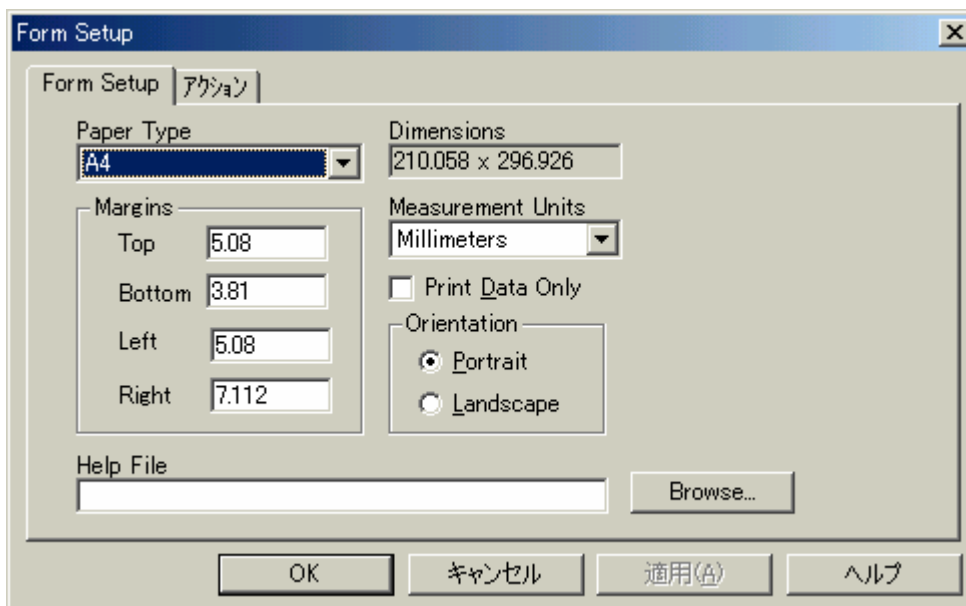 Form Setup
Form Setup アクション
Paper Type
A4
Dimensions
210.058 x 296.926
Margins
Top 5.08
Bottom 3.81
Left 5.08
Right 7.112
Measurement Units
Millimeters
Print Data Only
Orientation
Portrait
Landscape
Help File
Browse...
OK キャンセル 適用(A) ヘルプ